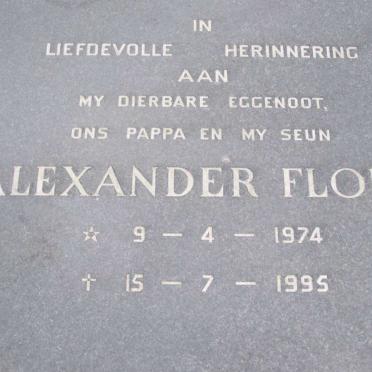 IN
LIEFDEVOLLE HERINNERING
AAN
MY DIERBARE EGGENOOT,
ONS PAPPA EN MY SEUN
ALEXANDER
☆ 9 – 4 – 1974
† 15 – 7 – 1995